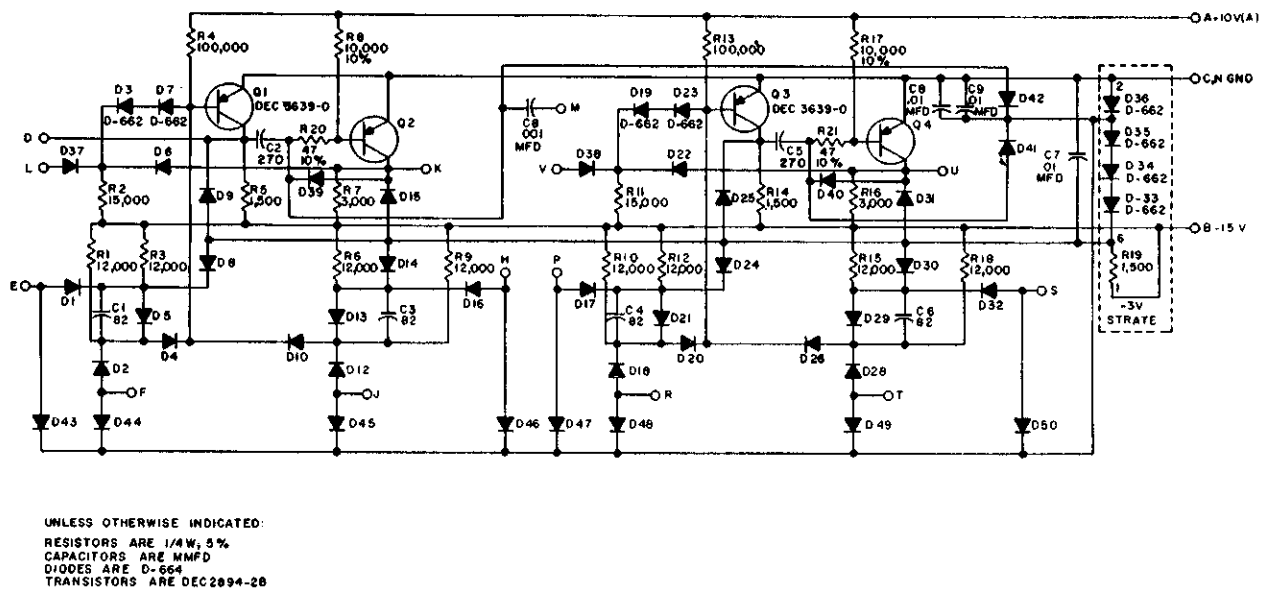 A+10V(A)
R4
100,000
R8
10,000
10%
R13
100,000
R17
10,000
10%
C,N GND
D3
D7
D-662
D-662
Q1
DEC 3639-0
Q2
C8
.001
MFD
M
D19
D23
D-662
D-662
Q3
DEC 3639-0
Q4
C8
.01
MFD
C9
.01
MFD
D42
2
D36
D-662
D35
D-662
D34
D-662
D-33
D-662
D
D37
L
D6
C2
270
R20
47
10%
D39
K
V
D38
D22
C5
270
R21
47
10%
D40
U
D41
C7
.01
MFD
R2
15,000
D9
R5
1,500
R7
3,000
D15
R11
15,000
D25
R14
1,500
R16
3,000
D31
B-15V
R1
12,000
R3
12,000
D8
R6
12,000
D14
R9
12,000
H
P
R10
12,000
R12
12,000
D24
R15
12,000
D30
R18
12,000
6
R19
1,500
1
-3V
STRATE
E
D1
C1
82
D5
D4
D10
D13
C3
82
D16
D17
C4
82
D21
D20
D26
D29
C6
82
D32
S
D2
F
D12
J
D18
R
D28
T
D43
D44
D45
D46
D47
D48
D49
D50
UNLESS OTHERWISE INDICATED:
RESISTORS ARE 1/4W; 5%
CAPACITORS ARE MMFD
DIODES ARE D-664
TRANSISTORS ARE DEC2894-2B